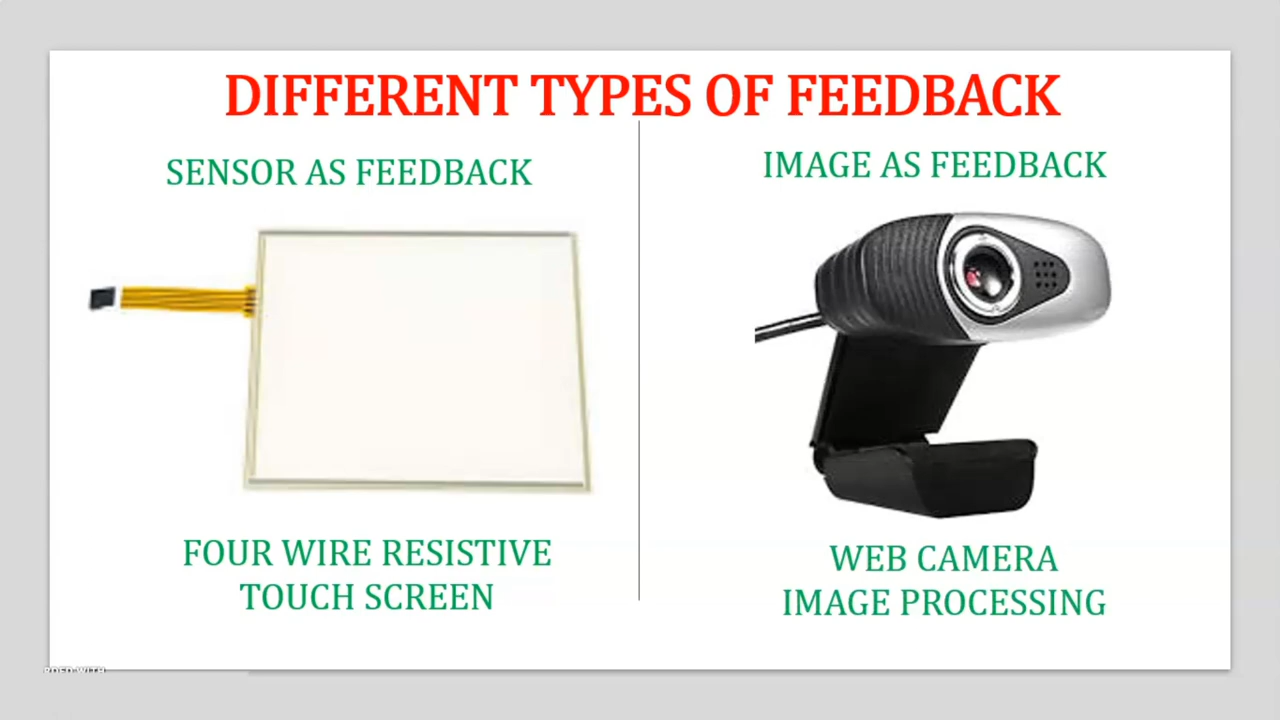 DIFFERENT TYPES OF FEEDBACK
SENSOR AS FEEDBACK
FOUR WIRE RESISTIVE
TOUCH SCREEN
IMAGE AS FEEDBACK
WEB CAMERA
IMAGE PROCESSING